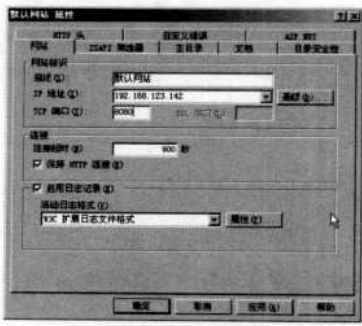 默认网站 属性
HTTP 头 自定义错误 ASP.NET
网站 ISAPI 筛选器 主目录 文档 目录安全性
网站标识
描述(S): 默认网站
IP 地址(I): 192.168.123.142 高级(D)
TCP 端口(T): 8080 SSL 端口(L):
连接
连接超时(N): 900 秒
保持 HTTP 连接(K)
启用日志记录(E)
活动日志格式(V):
W3C 扩展日志文件格式 属性(P)
确定 取消 应用(A) 帮助